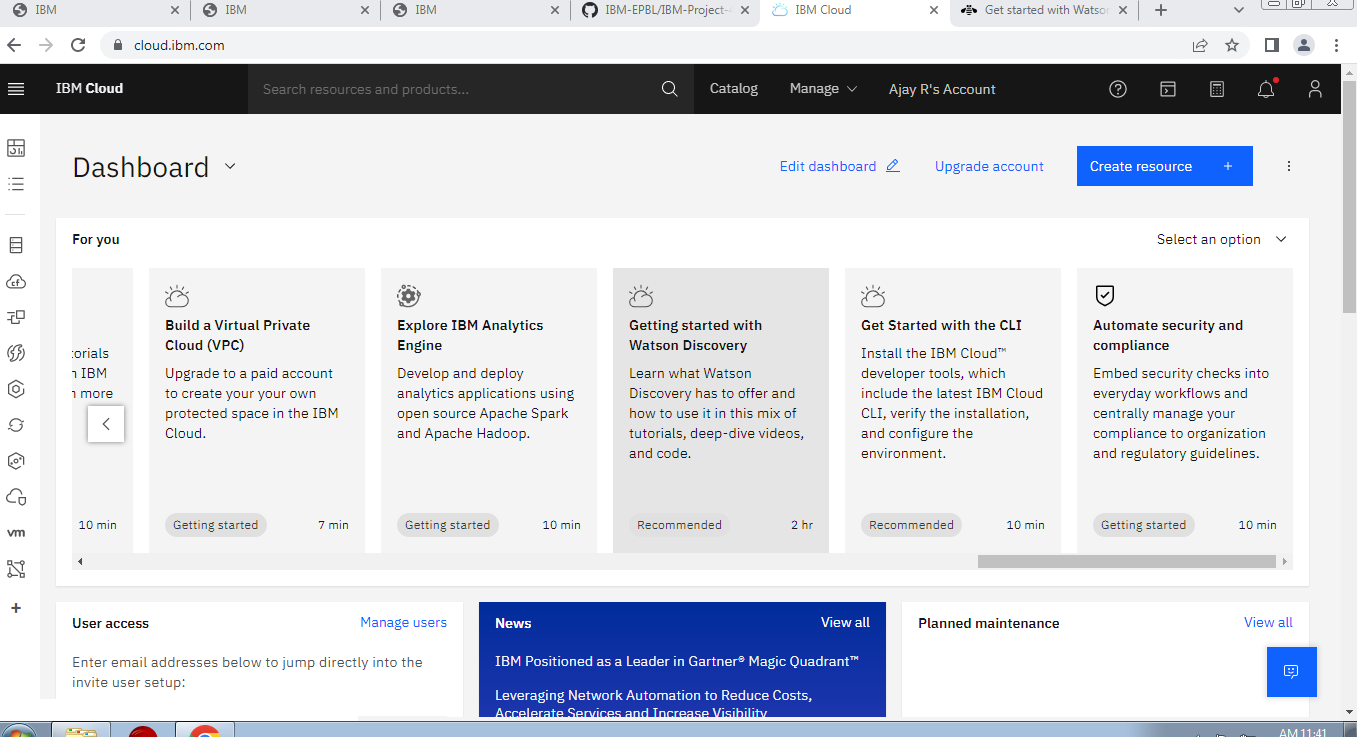 IBM
IBM
IBM
IBM-EPBL/IBM-Project-
IBM Cloud
Get started with Watso
cloud.ibm.com
IBM Cloud
Search resources and products...
Catalog
Manage
Ajay R's Account
Dashboard
Edit dashboard
Upgrade account
Create resource +
For you
Select an option
torials
n IBM
n more
10 min
Build a Virtual Private
Cloud (VPC)
Upgrade to a paid account
to create your your own
protected space in the IBM
Cloud.
Getting started
7 min
Explore IBM Analytics
Engine
Develop and deploy
analytics applications using
open source Apache Spark
and Apache Hadoop.
Getting started
10 min
Getting started with
Watson Discovery
Learn what Watson
Discovery has to offer and
how to use it in this mix of
tutorials, deep-dive videos,
and code.
Recommended
2 hr
Get Started with the CLI
Install the IBM Cloud™
developer tools, which
include the latest IBM Cloud
CLI, verify the installation,
and configure the
environment.
Recommended
10 min
Automate security and
compliance
Embed security checks into
everyday workflows and
centrally manage your
compliance to organization
and regulatory guidelines.
Getting started
10 min
cf
vm
User access
Manage users
Enter email addresses below to jump directly into the
invite user setup:
News
View all
IBM Positioned as a Leader in Gartner® Magic Quadrant™
Leveraging Network Automation to Reduce Costs,
Accelerate Services and Increase Visibility
Planned maintenance
View all
AM 11:41